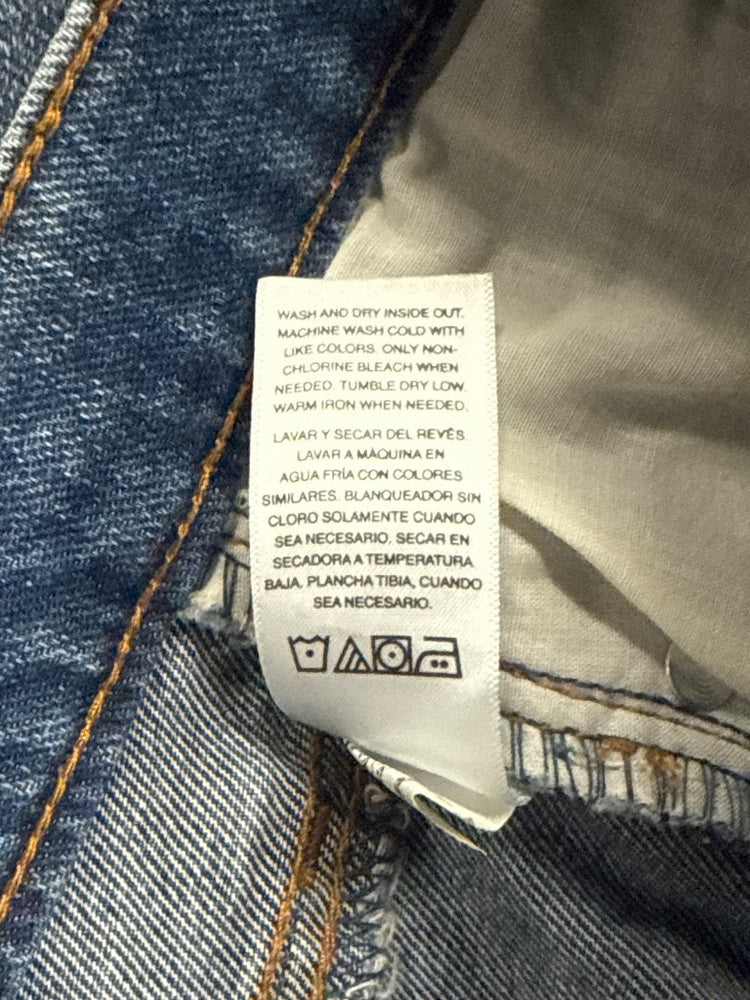 WASH AND DRY INSIDE OUT.
MACHINE WASH COLD WITH
LIKE COLORS. ONLY NON-
CHLORINE BLEACH WHEN
NEEDED. TUMBLE DRY LOW.
WARM IRON WHEN NEEDED.
LAVAR Y SECAR DEL REVÉS.
LAVAR A MÁQUINA EN
AGUA FRÍA CON COLORES
SIMILARES. BLANQUEADOR SIN
CLORO SOLAMENTE CUANDO
SEA NECESARIO. SECAR EN
SECADORA A TEMPERATURA
BAJA. PLANCHA TIBIA, CUANDO
SEA NECESARIO.